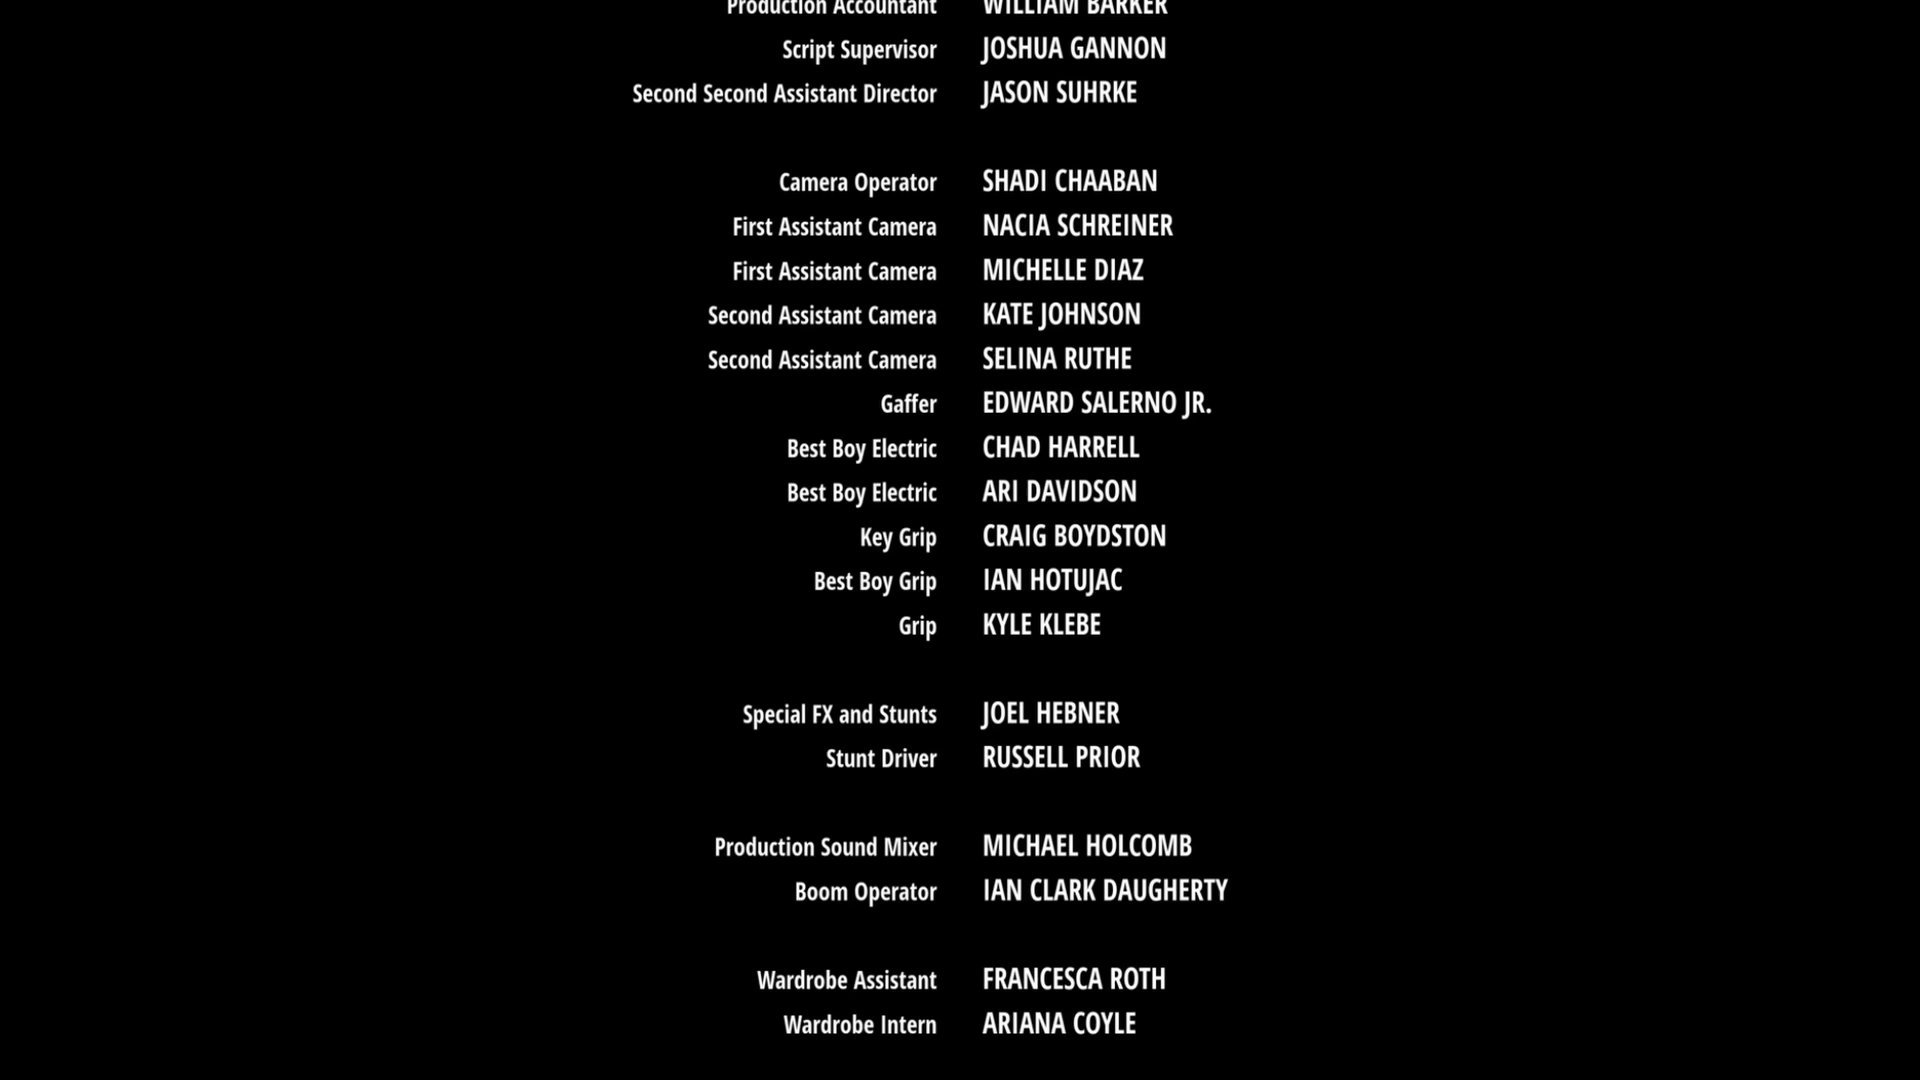 Production Accountant WILLIAM BARKER
Script Supervisor JOSHUA GANNON
Second Second Assistant Director JASON SUHRKE
Camera Operator SHADI CHAABAN
First Assistant Camera NACIA SCHREINER
First Assistant Camera MICHELLE DIAZ
Second Assistant Camera KATE JOHNSON
Second Assistant Camera SELINA RUTHE
Gaffer EDWARD SALERNO JR.
Best Boy Electric CHAD HARRELL
Best Boy Electric ARI DAVIDSON
Key Grip CRAIG BOYDSTON
Best Boy Grip IAN HOTUJAC
Grip KYLE KLEBE
Special FX and Stunts JOEL HEBNER
Stunt Driver RUSSELL PRIOR
Production Sound Mixer MICHAEL HOLCOMB
Boom Operator IAN CLARK DAUGHERTY
Wardrobe Assistant FRANCESCA ROTH
Wardrobe Intern ARIANA COYLE